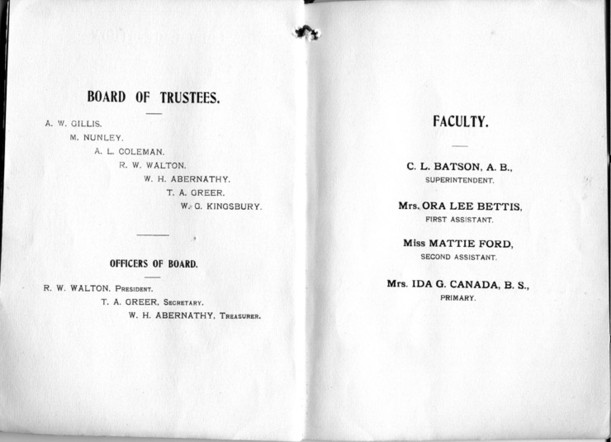 BOARD OF TRUSTEES.
A. W. GILLIS.
M. NUNLEY.
A. L. COLEMAN.
R. W. WALTON.
W. H. ABERNATHY.
T. A. GREER.
W. G. KINGSBURY.
OFFICERS OF BOARD.
R. W. WALTON, PRESIDENT.
T. A. GREER, SECRETARY.
W. H. ABERNATHY, TREASURER.
FACULTY.
C. L. BATSON, A. B.,
SUPERINTENDENT.
Mrs. ORA LEE BETTIS,
FIRST ASSISTANT.
Miss MATTIE FORD,
SECOND ASSISTANT.
Mrs. IDA G. CANADA, B. S.,
PRIMARY.